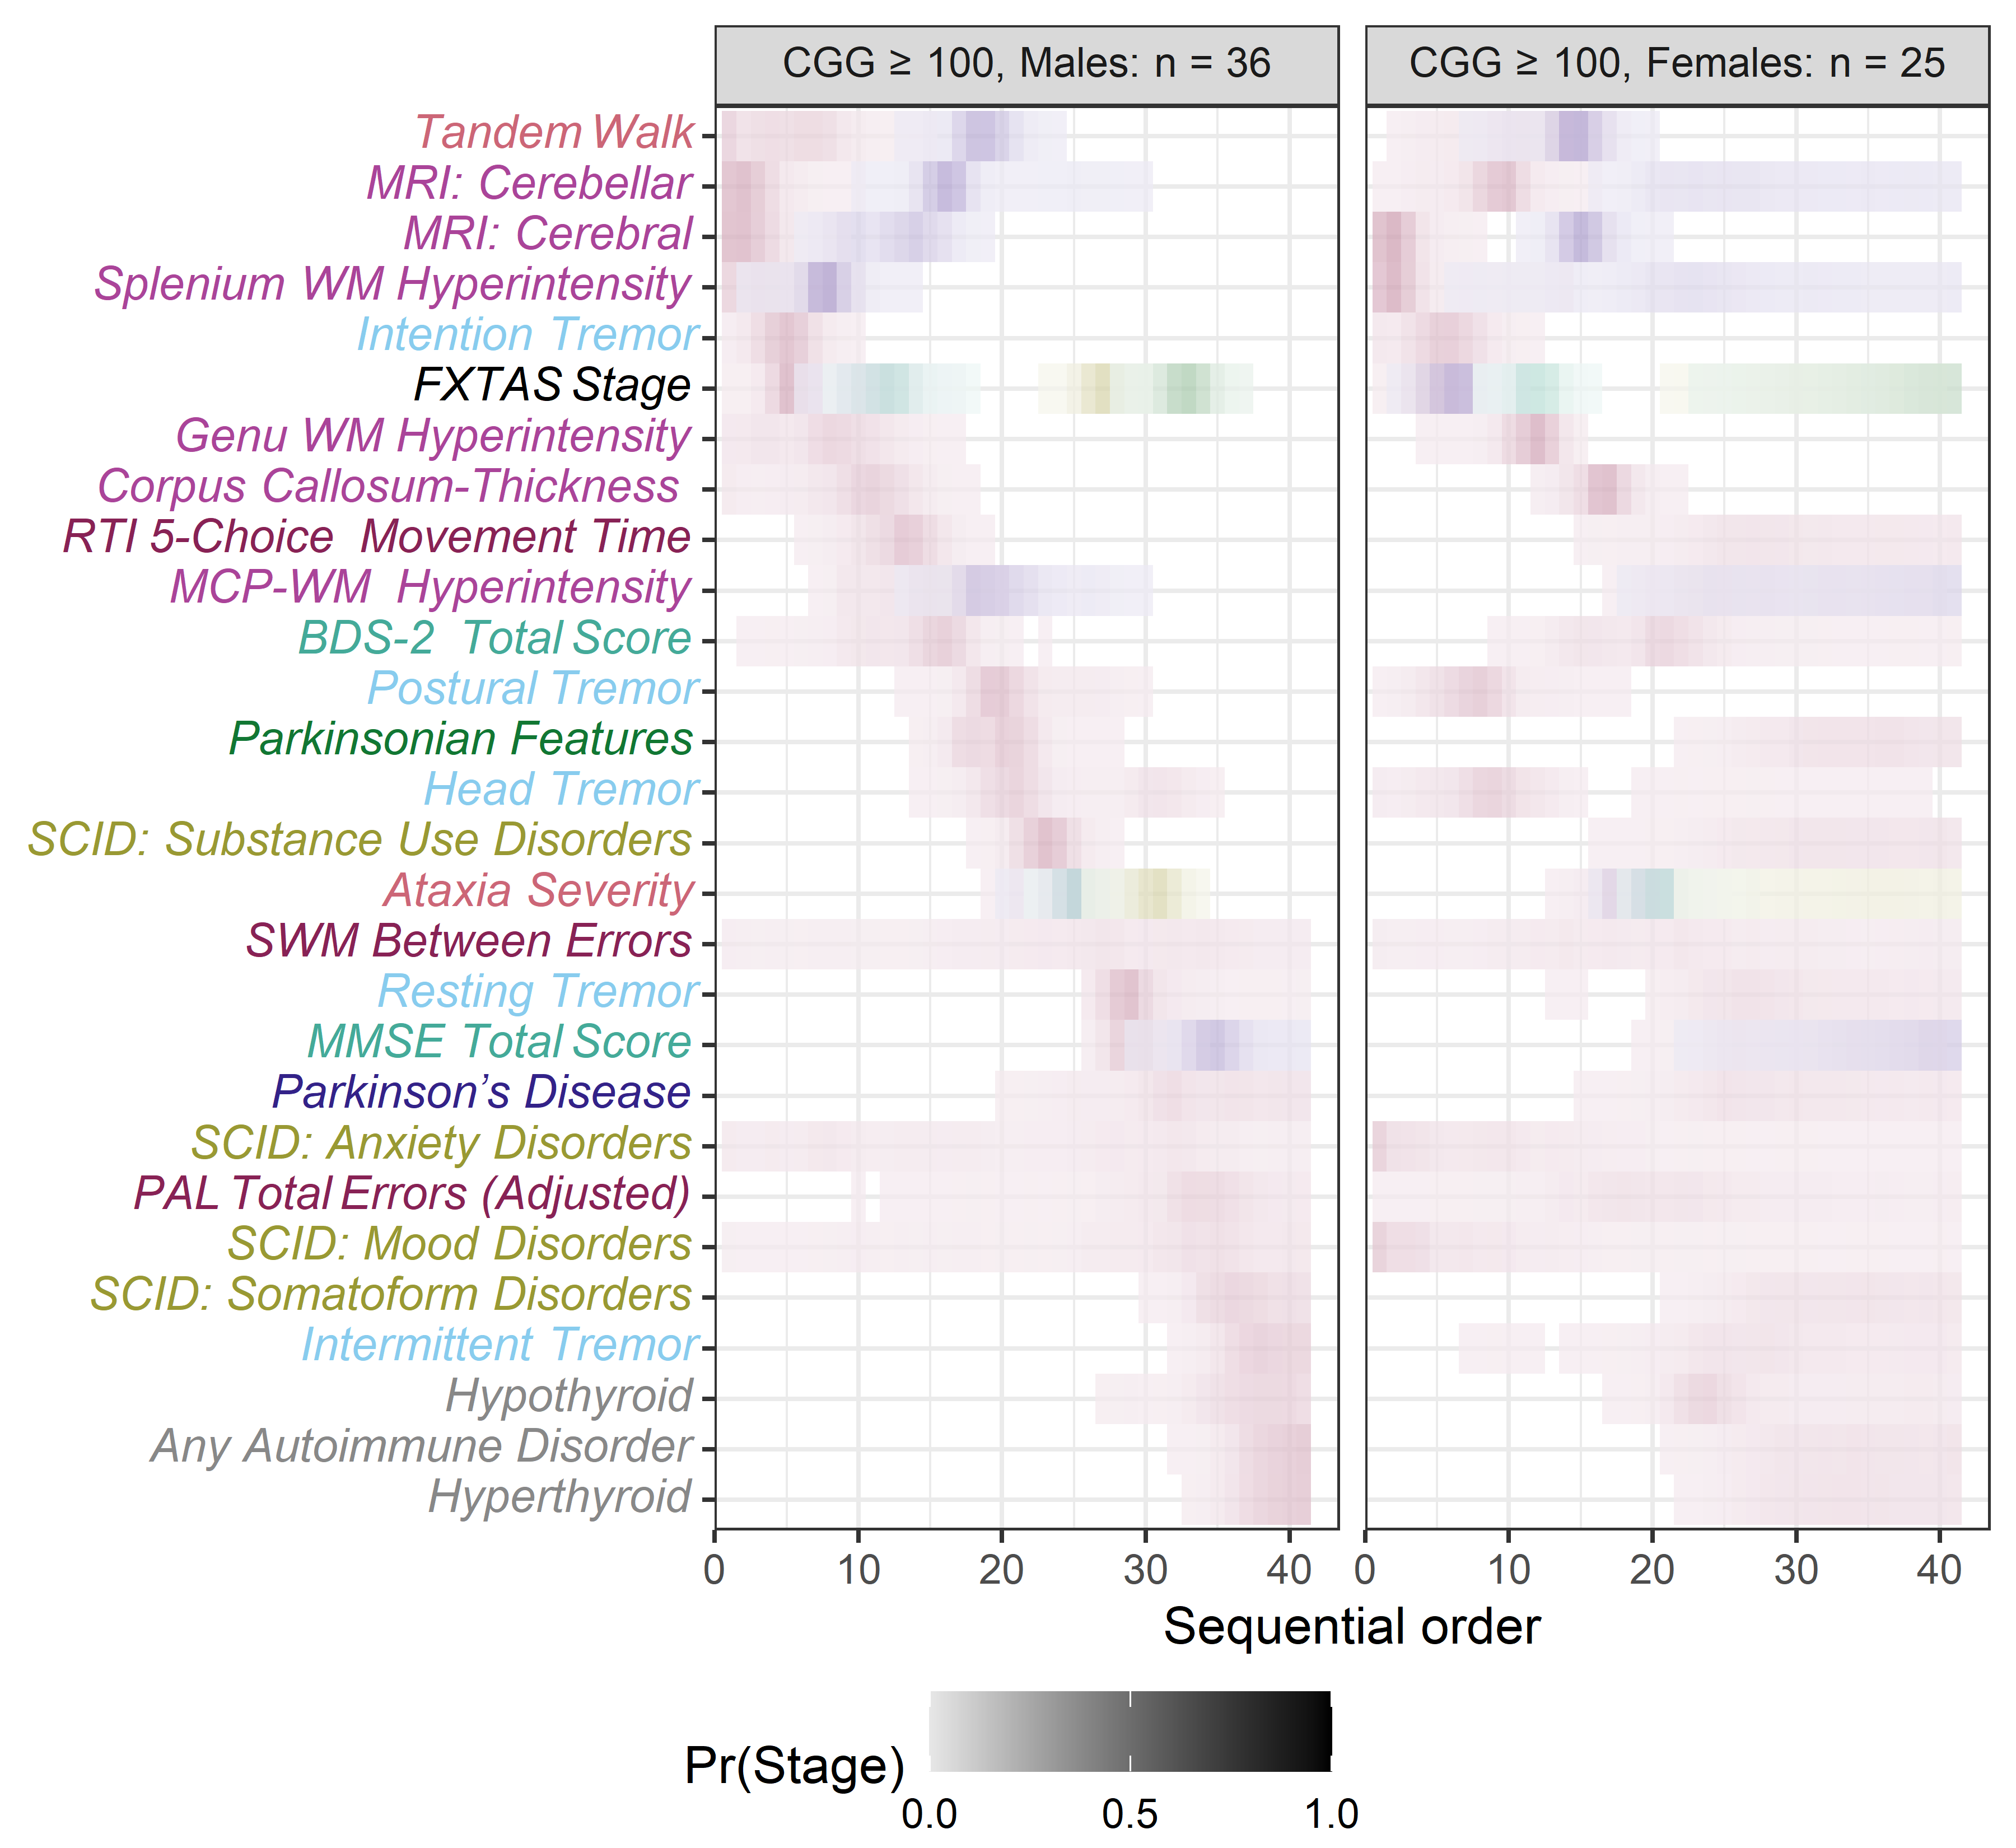 CGG ≥ 100, Males: n = 36
CGG ≥ 100, Females: n = 25
Tandem Walk
MRI: Cerebellar
MRI: Cerebral
Splenium WM Hyperintensity
Intention Tremor
FXTAS Stage
Genu WM Hyperintensity
Corpus Callosum-Thickness
RTI 5-Choice Movement Time
MCP-WM Hyperintensity
BDS-2 Total Score
Postural Tremor
Parkinsonian Features
Head Tremor
SCID: Substance Use Disorders
Ataxia Severity
SWM Between Errors
Resting Tremor
MMSE Total Score
Parkinson’s Disease
SCID: Anxiety Disorders
PAL Total Errors (Adjusted)
SCID: Mood Disorders
SCID: Somatoform Disorders
Intermittent Tremor
Hypothyroid
Any Autoimmune Disorder
Hyperthyroid
0 10 20 30 40 0 10 20 30 40
Sequential order
Pr(Stage)
0.0 0.5 1.0